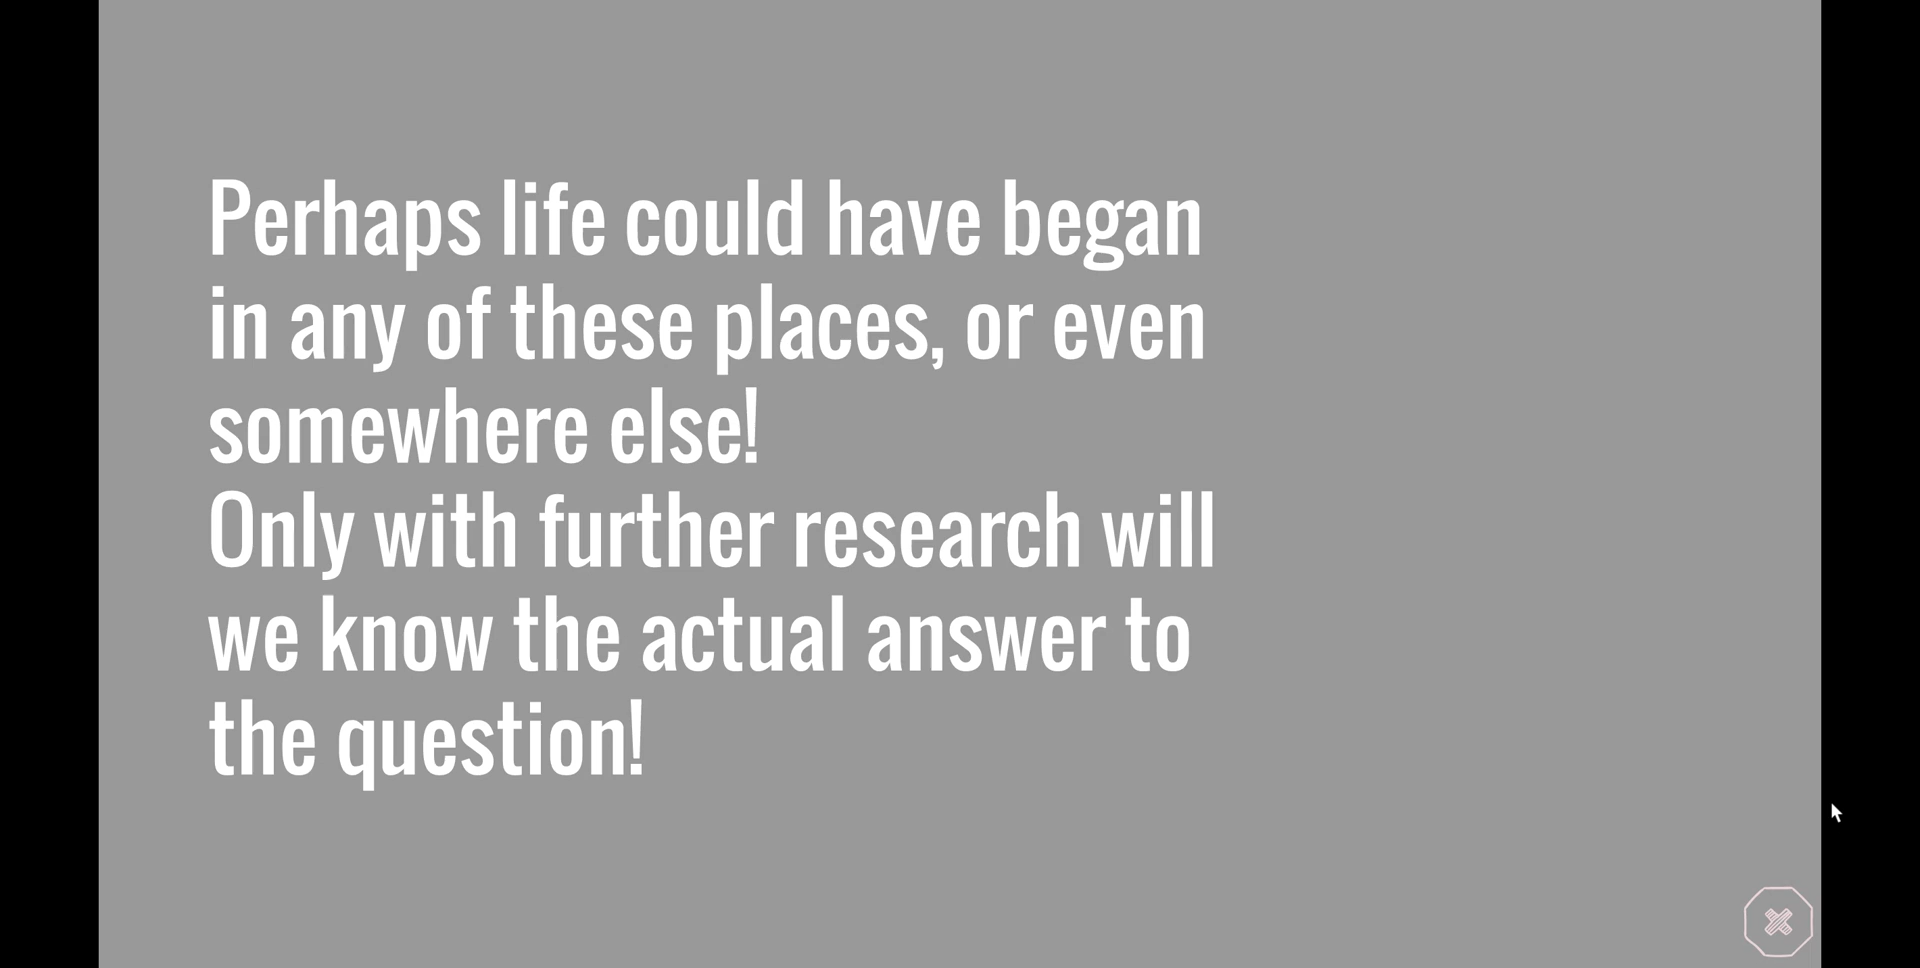 Perhaps life could have began
in any of these places, or even
somewhere else!
Only with further research will
we know the actual answer to
the question!